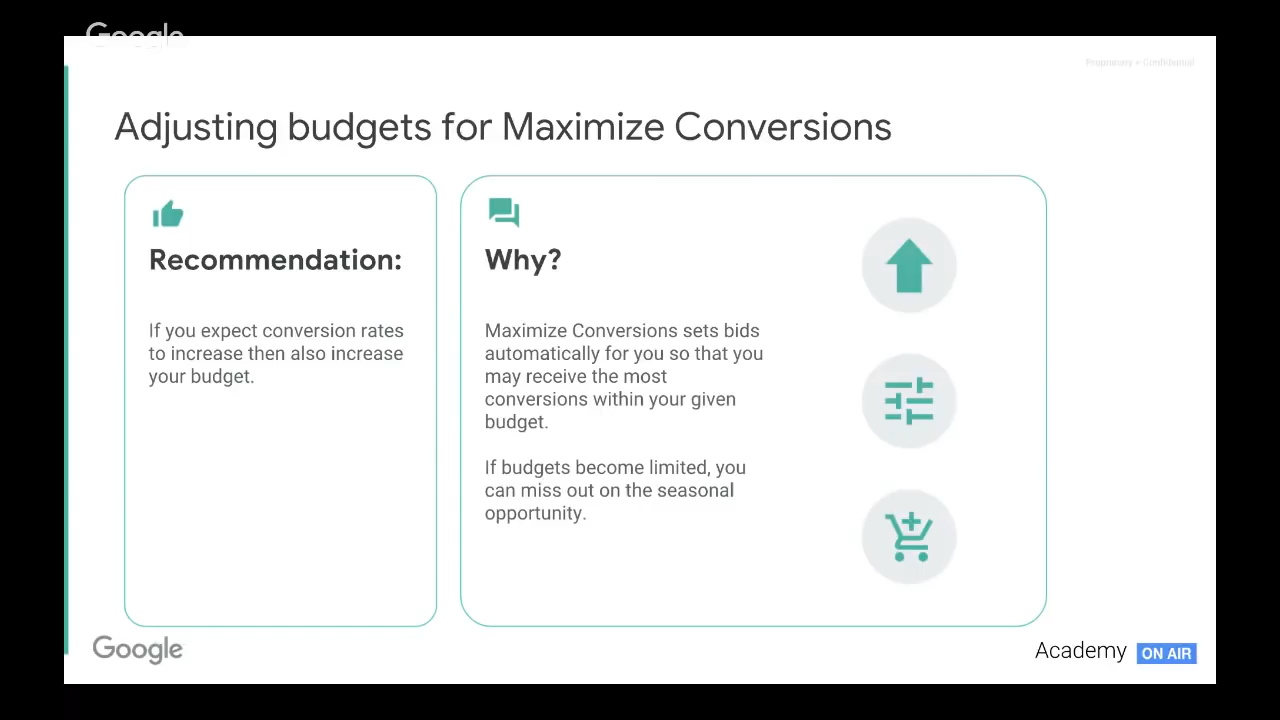 Google
Proprietary + Confidential
Adjusting budgets for Maximize Conversions
Recommendation:
If you expect conversion rates
to increase then also increase
your budget.
Why?
Maximize Conversions sets bids
automatically for you so that you
may receive the most
conversions within your given
budget.
If budgets become limited, you
can miss out on the seasonal
opportunity.
Google
Academy ON AIR